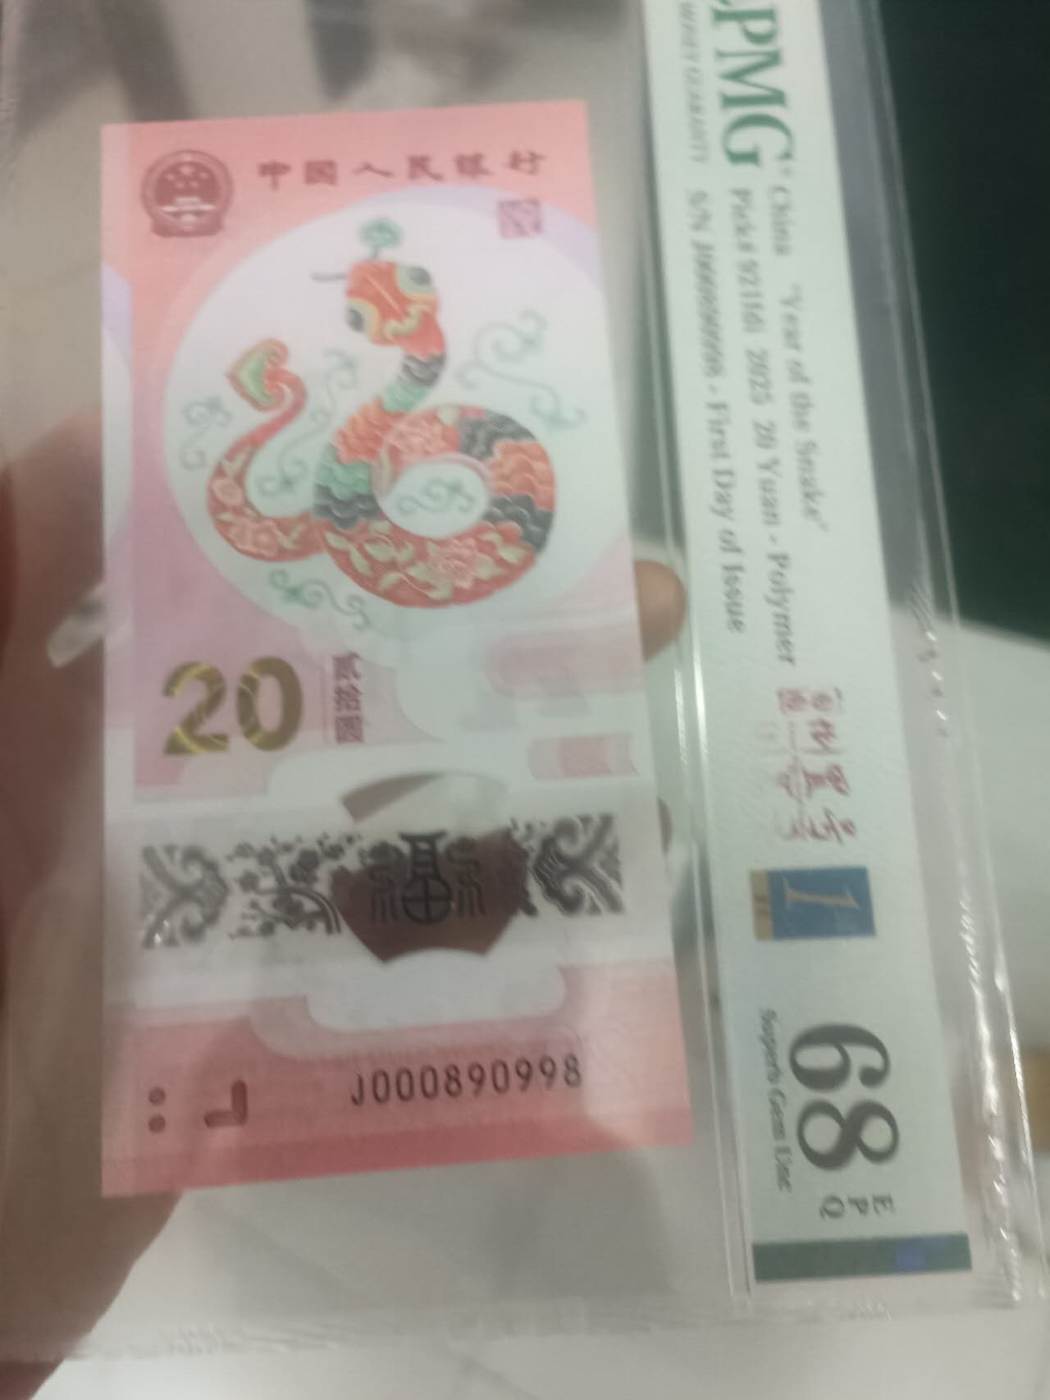 中国人民银行
20
贰拾圆
J000890998
PMG
China "Year of the Snake"
Pick# 2025 20 Yuan - Polymer
S/N - First Day of Issue
68 EPQ
Superb Gem Unc